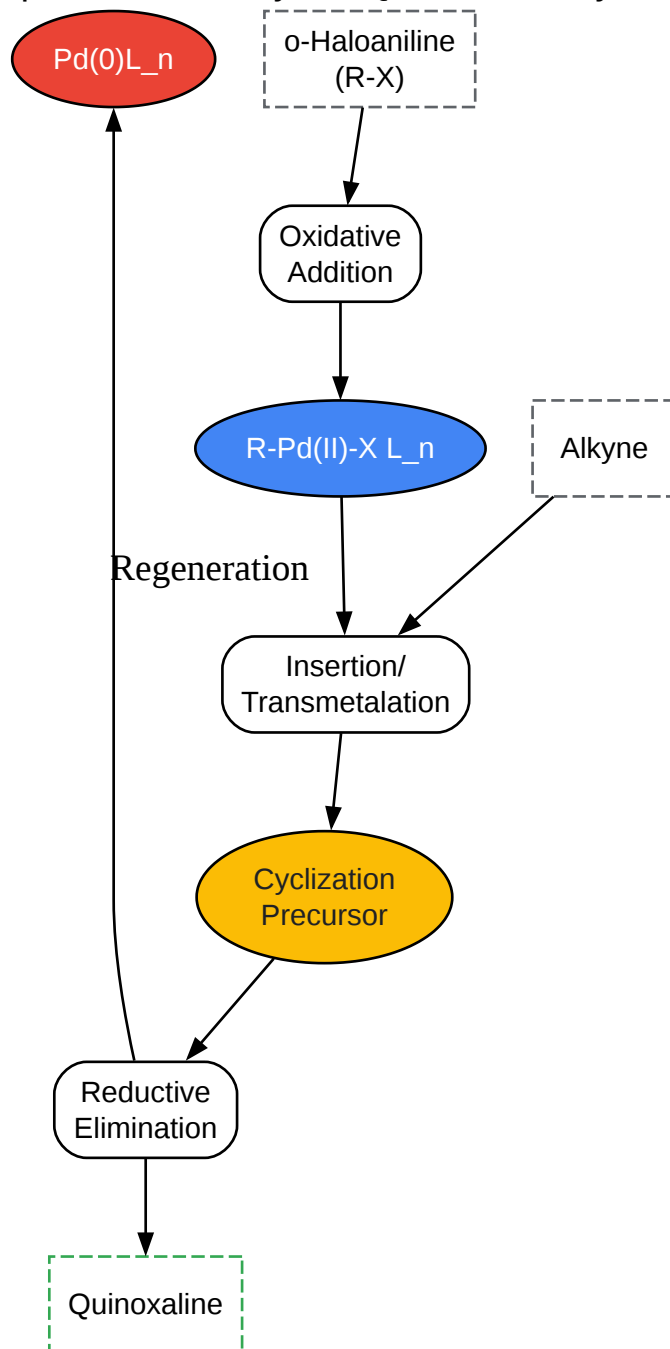 Pd(0)L_n
o-Haloaniline
(R-X)
Oxidative
Addition
R-Pd(II)-X L_n
Alkyne
Regeneration
Insertion/
Transmetalation
Cyclization
Precursor
Reductive
Elimination
Quinoxaline